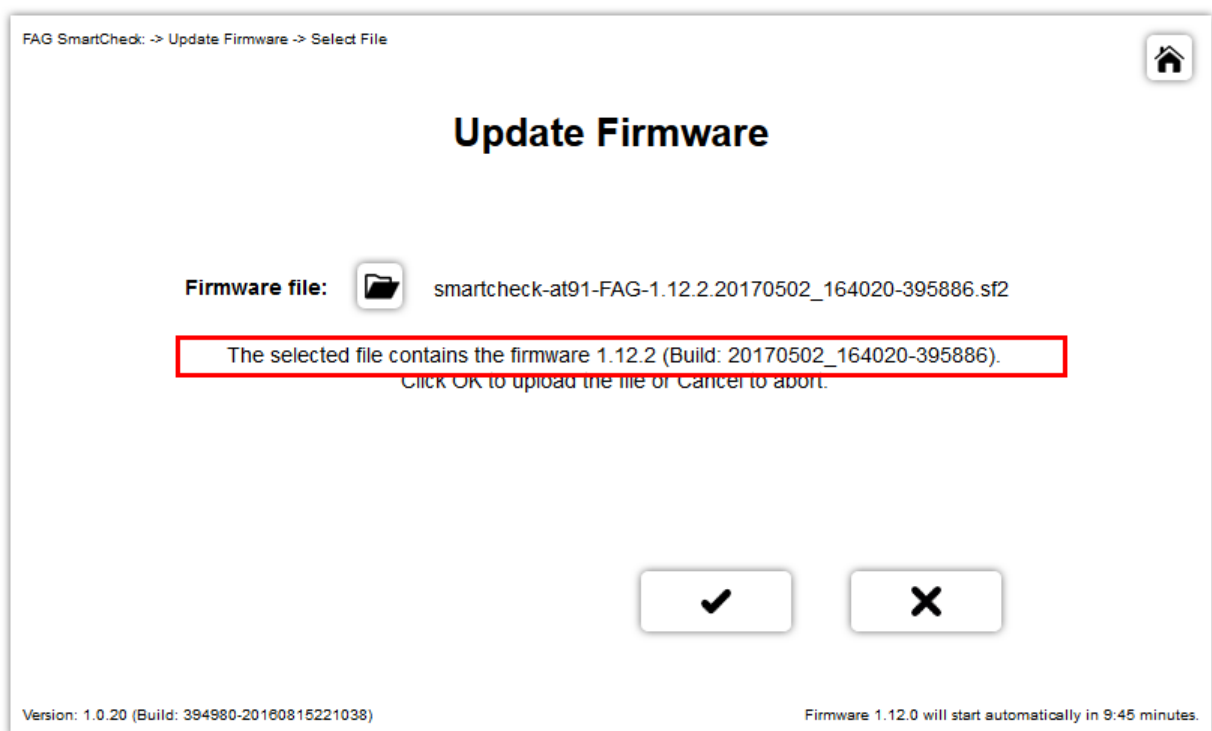 FAG SmartCheck: -> Update Firmware -> Select File
Update Firmware
Firmware file: smartcheck-at91-FAG-1.12.2.20170502_164020-395886.sf2
The selected file contains the firmware 1.12.2 (Build: 20170502_164020-395886).
Click OK to upload the file or Cancel to abort.
Version: 1.0.20 (Build: 394980-20160815221038)
Firmware 1.12.0 will start automatically in 9:45 minutes.